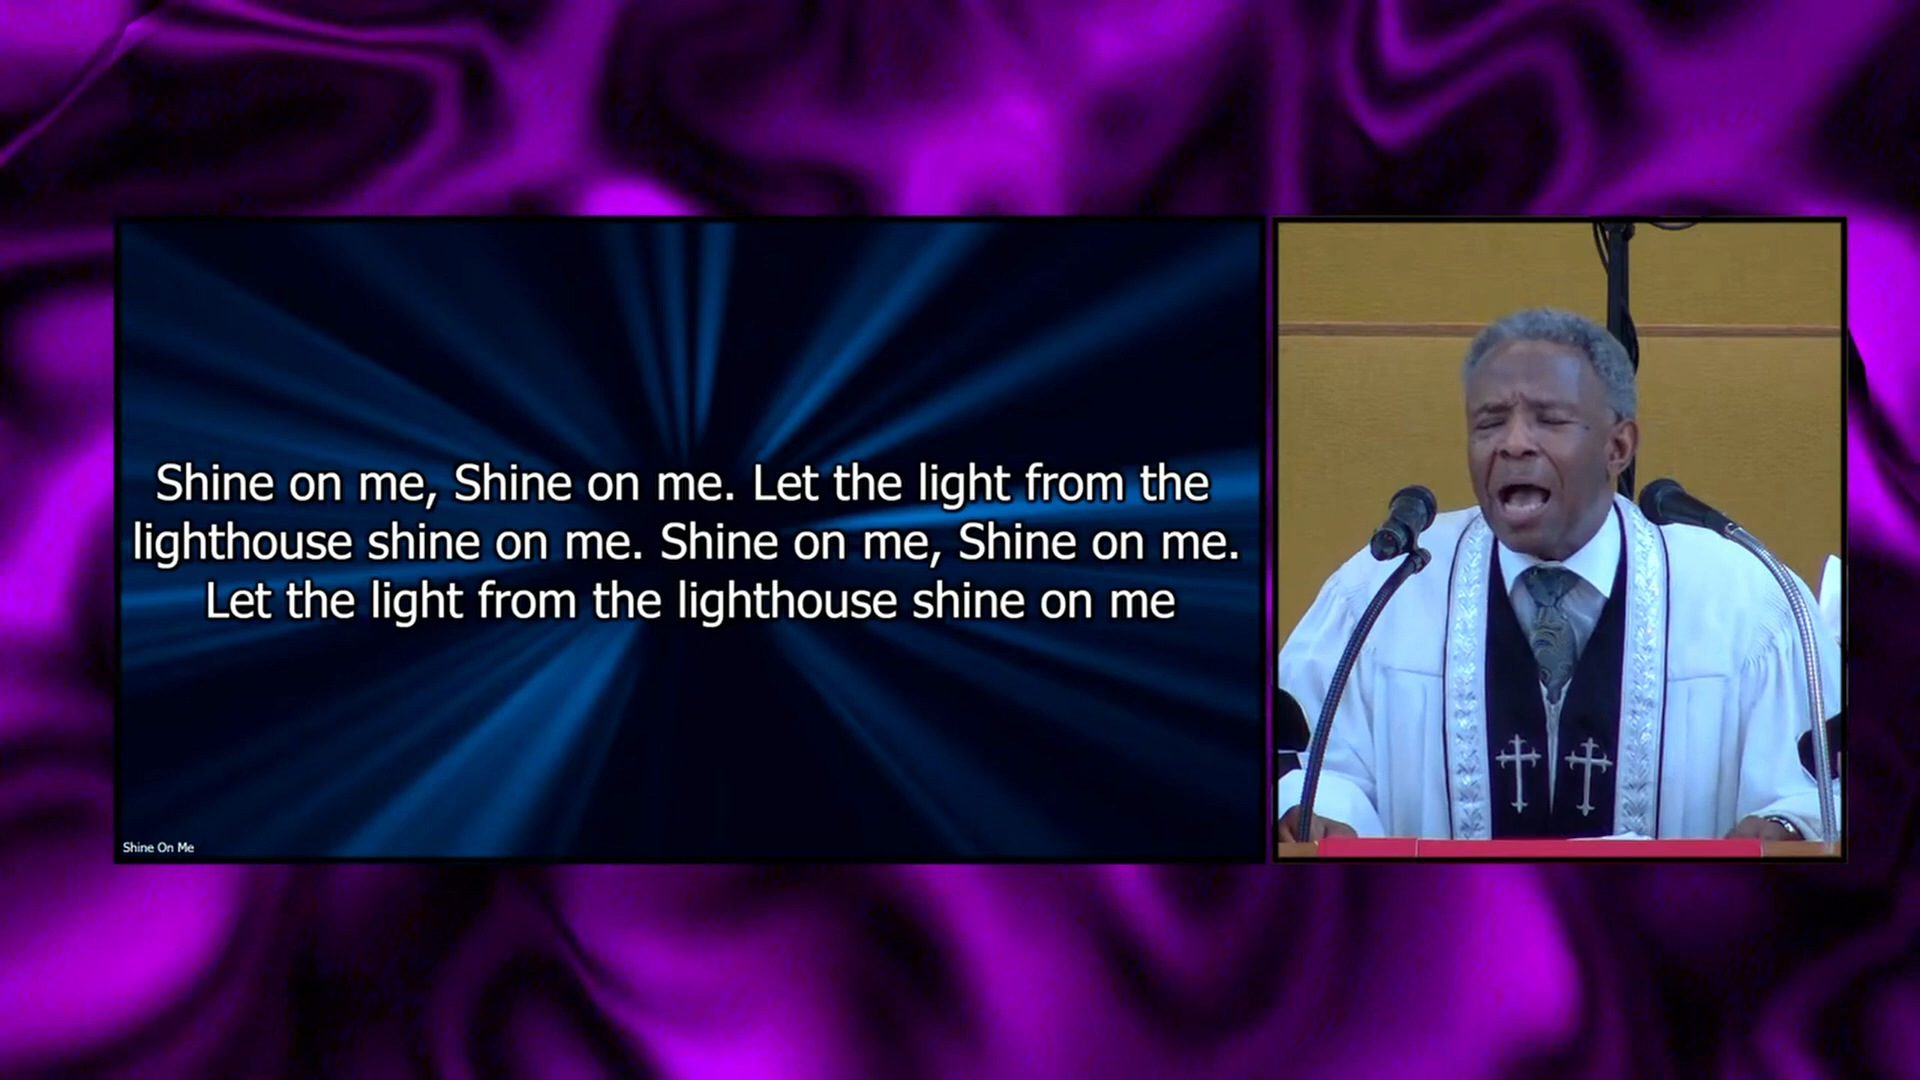 Shine on me, Shine on me. Let the light from the
lighthouse shine on me. Shine on me, Shine on me.
Let the light from the lighthouse shine on me
Shine On Me